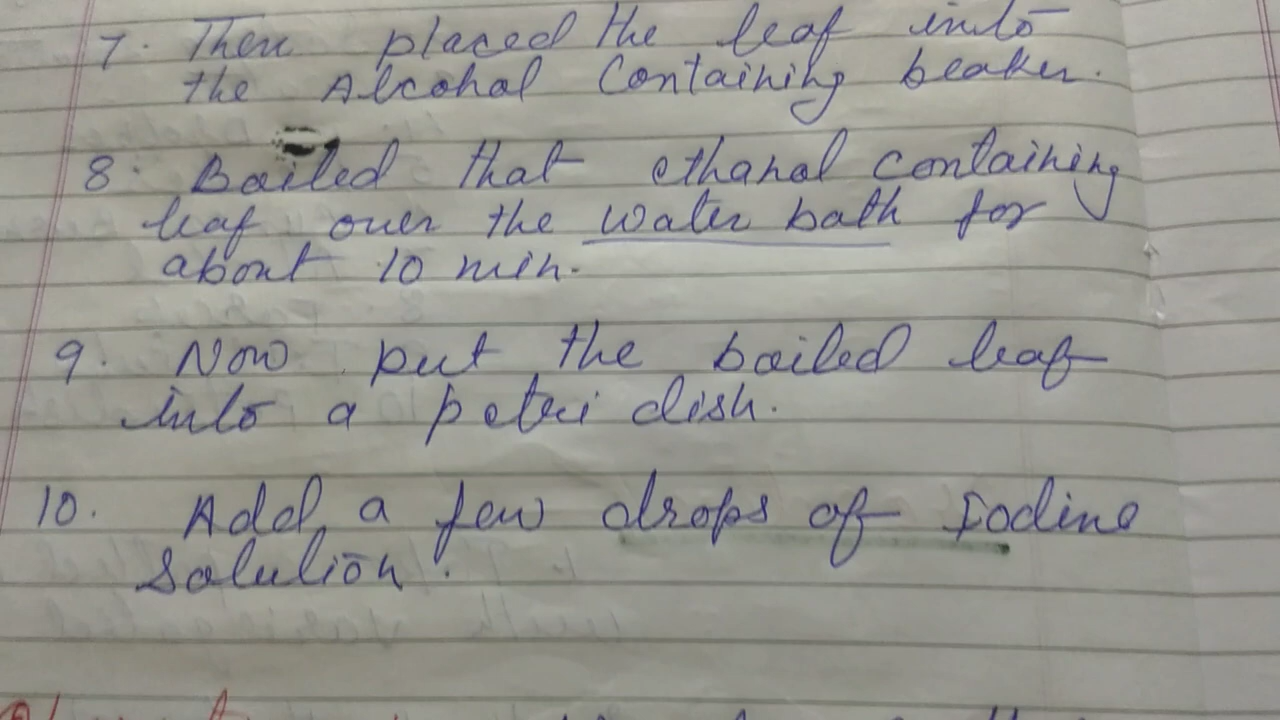 7. Then placed the leaf into
the Alcohal Containing beaker.
8. Boiled that ethanal containing
leaf over the water bath for
about 10 min.
9. Now put the boiled leaf
into a petri dish.
10. Add a few drops of Iodine
Solution.